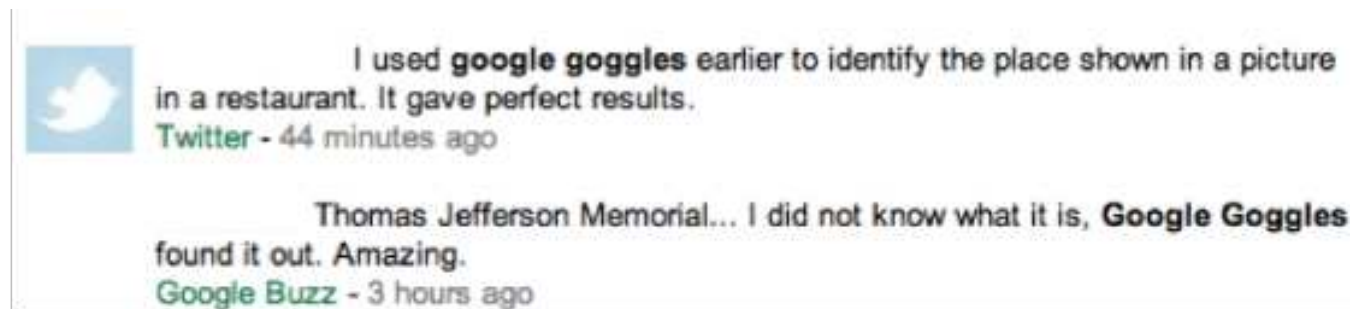 I used google goggles earlier to identify the place shown in a picture
in a restaurant. It gave perfect results.
Twitter - 44 minutes ago
Thomas Jefferson Memorial... I did not know what it is, Google Goggles
found it out. Amazing.
Google Buzz - 3 hours ago